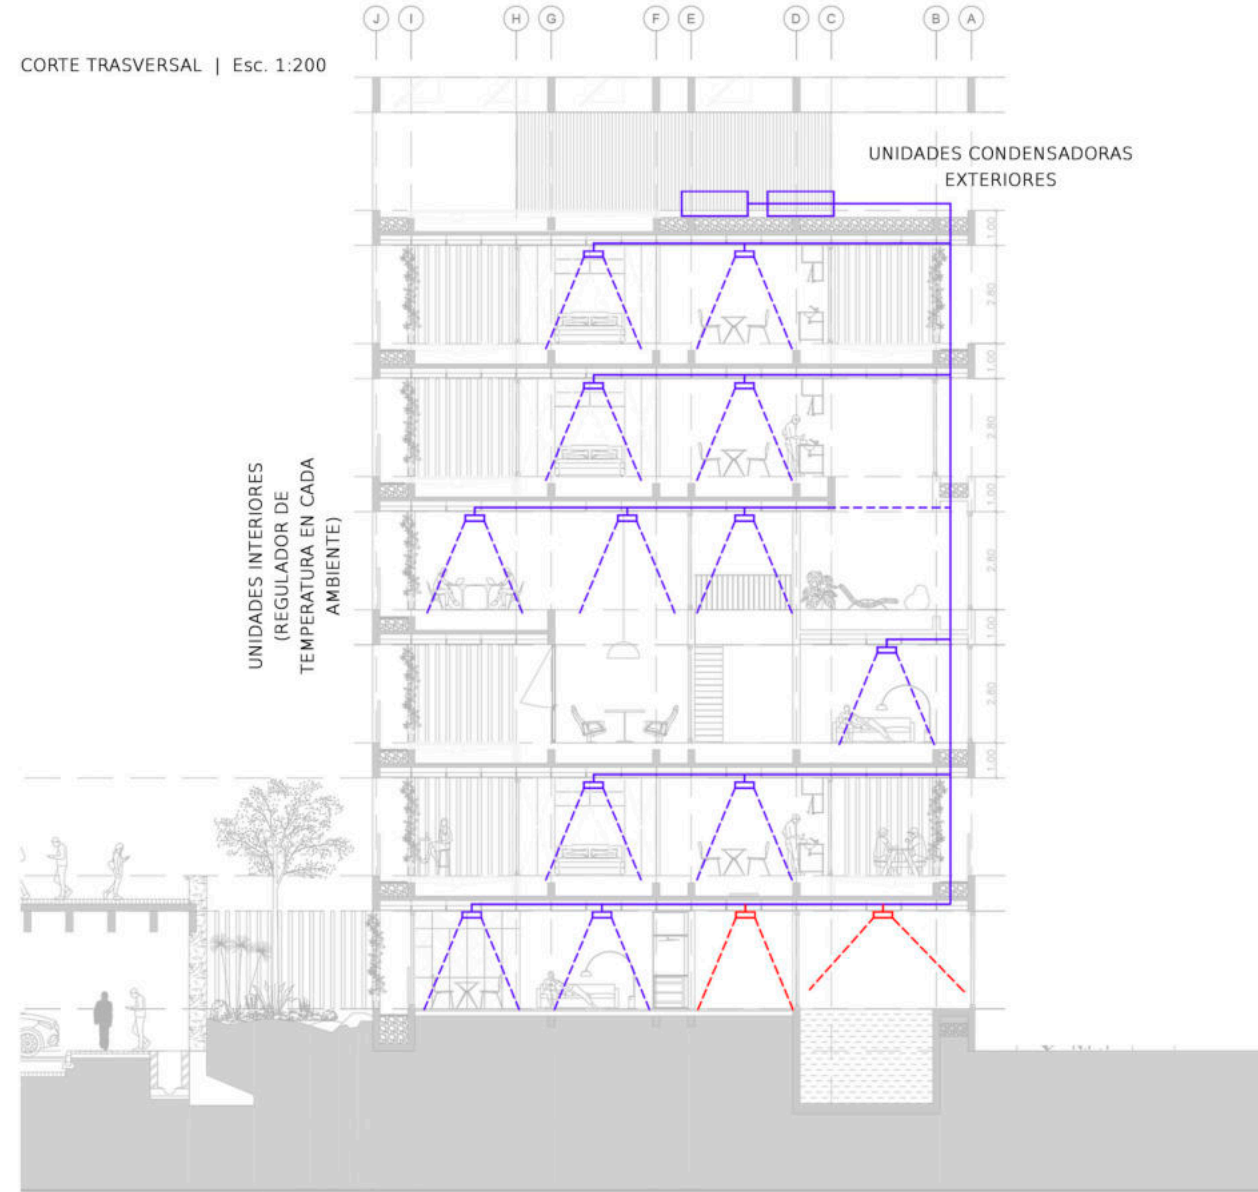 J I H G F E D C B A
CORTE TRASVERSAL | Esc. 1:200
UNIDADES CONDENSADORAS
EXTERIORES
1.00
2.80
1.00
2.80
1.00
2.80
1.00
2.80
1.00
UNIDADES INTERIORES
(REGULADOR DE
TEMPERATURA EN CADA
AMBIENTE)